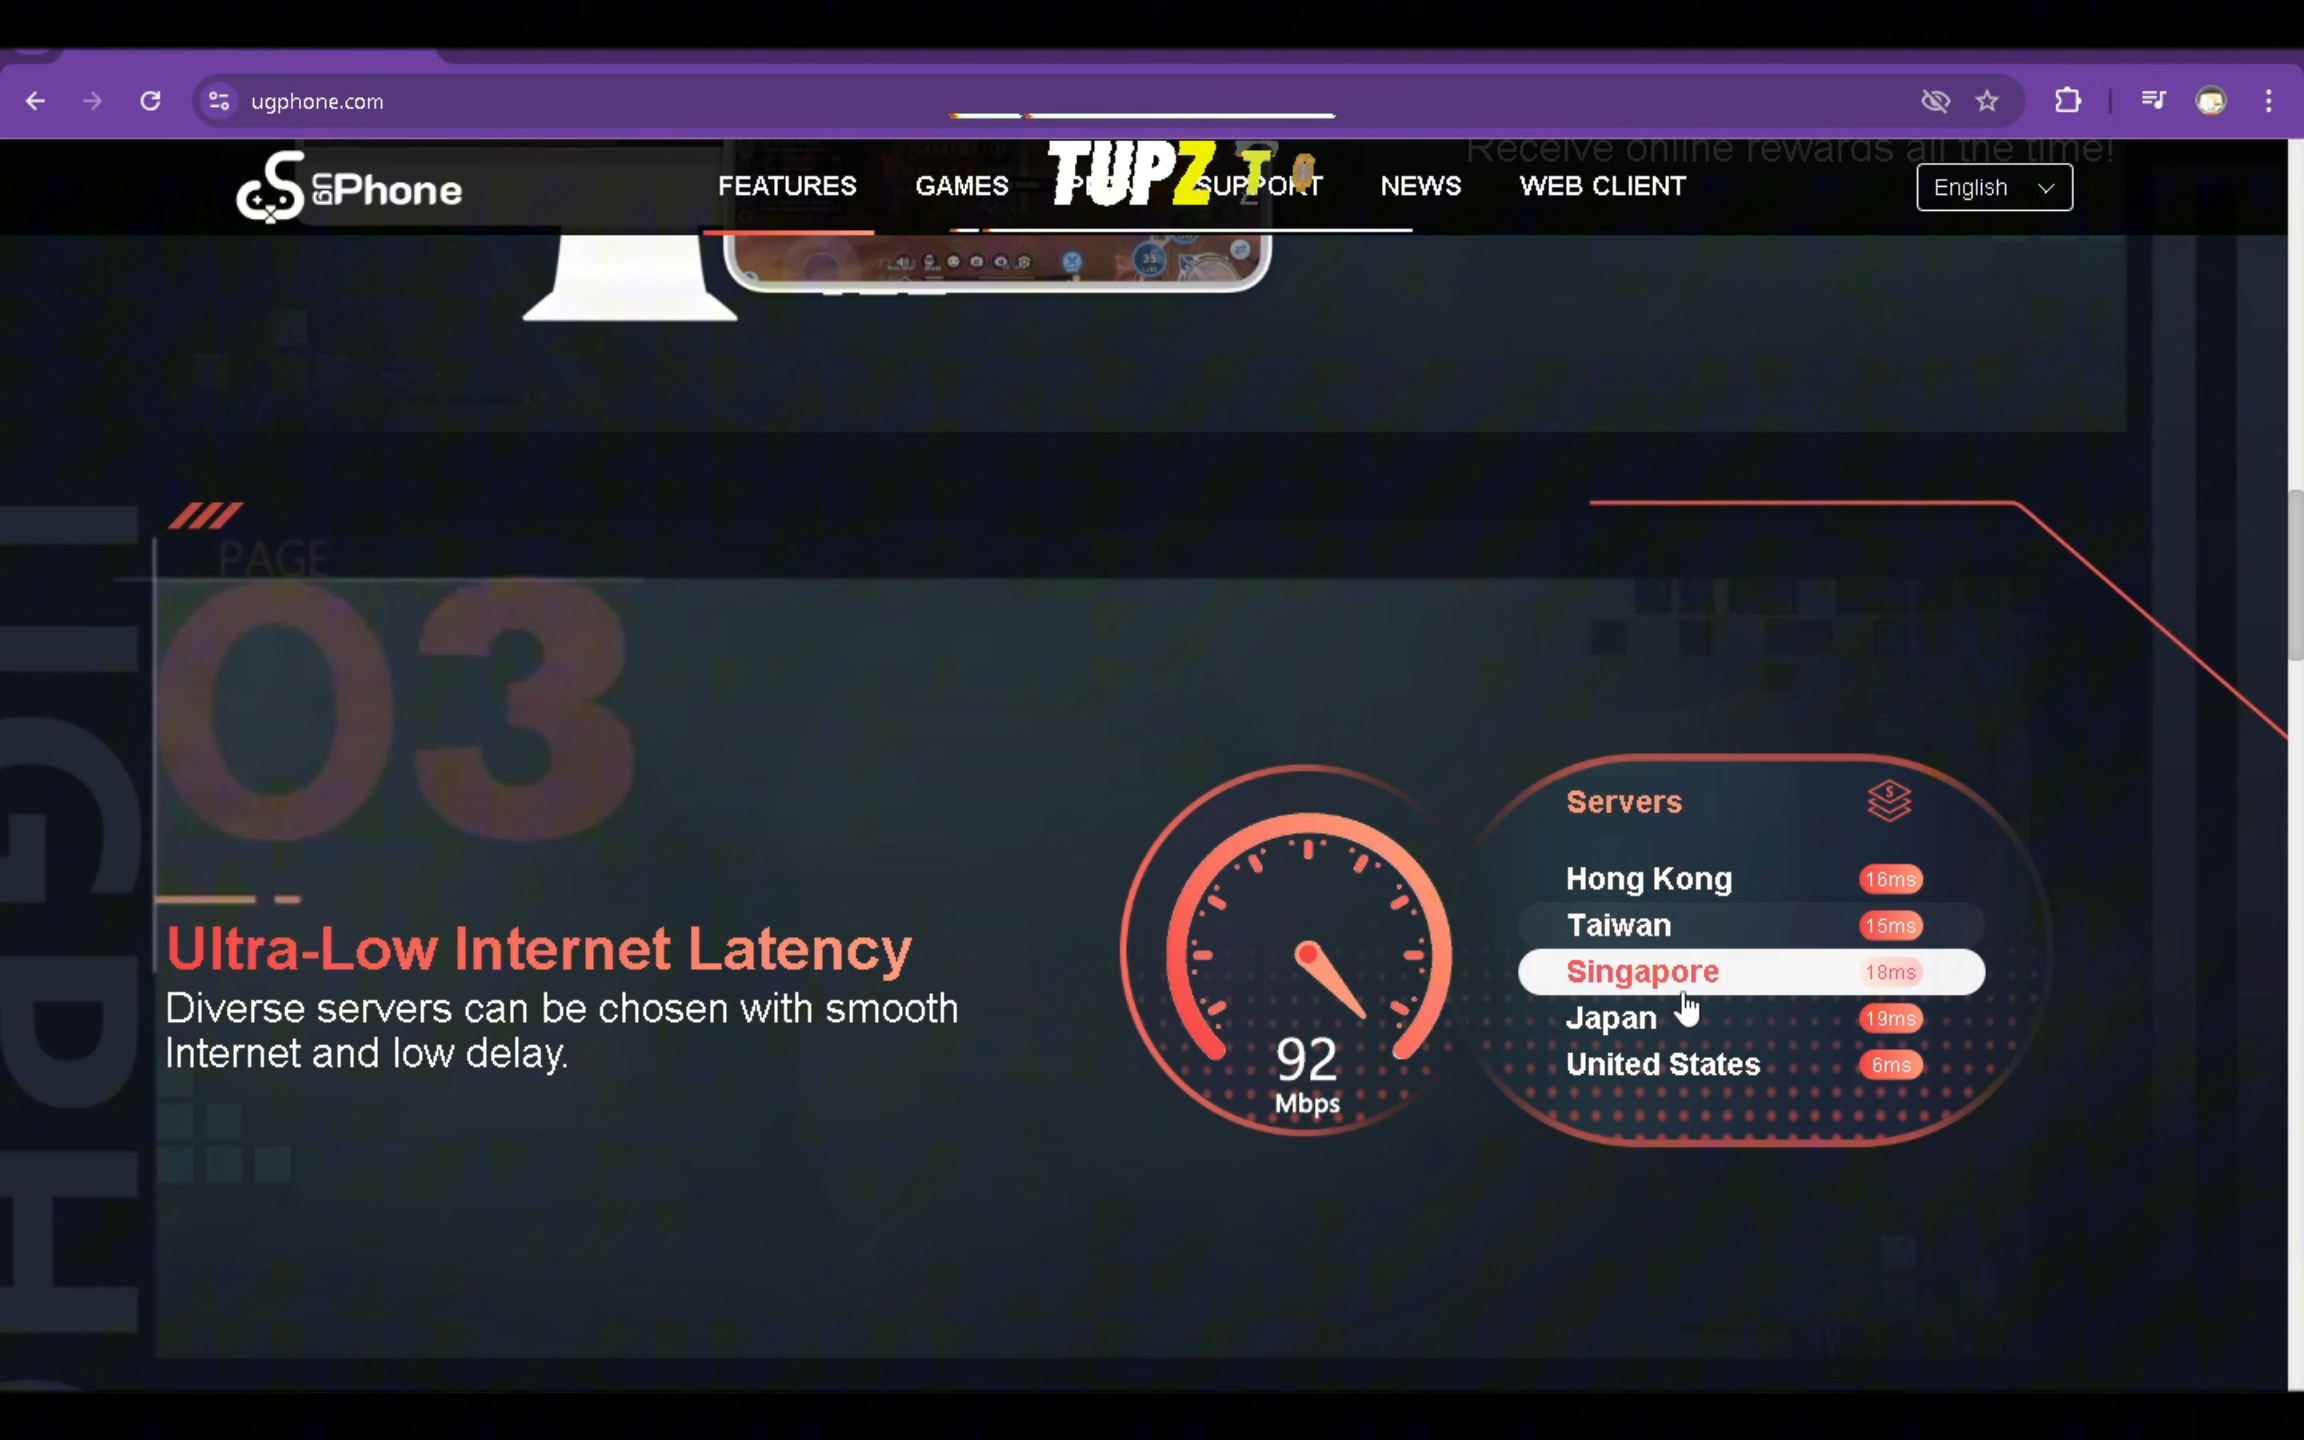 ugphone.com
Receive online rewards all the time!
UgPhone
FEATURES
GAMES
TUPZ T
SUPPORT
NEWS
WEB CLIENT
English
35
PAGE
03
UGPH
Ultra-Low Internet Latency
Diverse servers can be chosen with smooth
Internet and low delay.
92
Mbps
Servers
Hong Kong 16ms
Taiwan 15ms
Singapore 18ms
Japan 19ms
United States 6ms